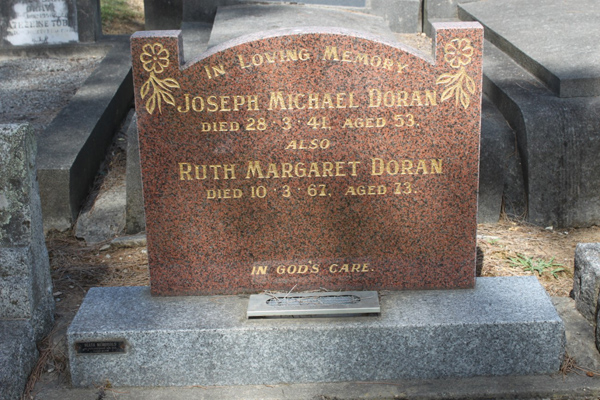 IN LOVING MEMORY
JOSEPH MICHAEL DORAN
DIED 28·3·41. AGED 53.
ALSO
RUTH MARGARET DORAN
DIED 10·3·67. AGED 73.
IN GOD'S CARE.